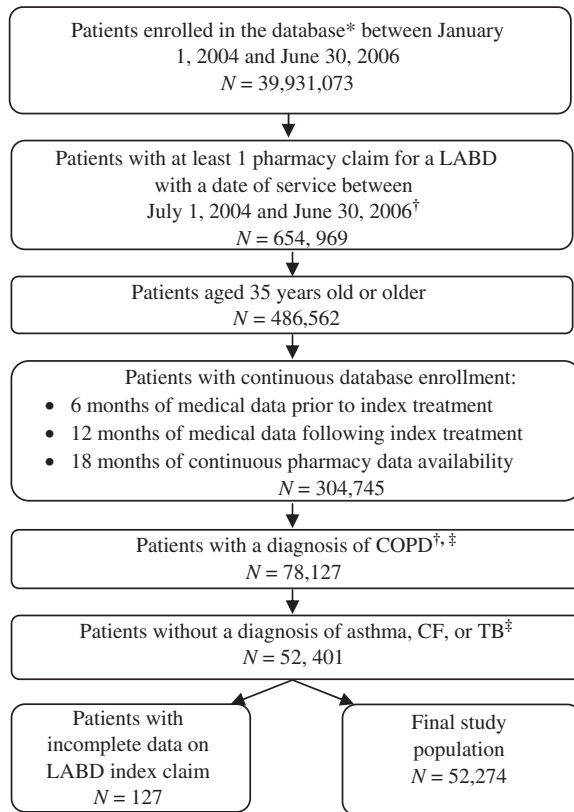 Patients enrolled in the database* between January
1, 2004 and June 30, 2006
N = 39,931,073
Patients with at least 1 pharmacy claim for a LABD
with a date of service between
July 1, 2004 and June 30, 2006†
N = 654, 969
Patients aged 35 years old or older
N = 486,562
Patients with continuous database enrollment:
• 6 months of medical data prior to index treatment
• 12 months of medical data following index treatment
• 18 months of continuous pharmacy data availability
N = 304,745
Patients with a diagnosis of COPD†, ‡
N = 78,127
Patients without a diagnosis of asthma, CF, or TB‡
N = 52, 401
Patients with
incomplete data on
LABD index claim
N = 127
Final study
population
N = 52,274